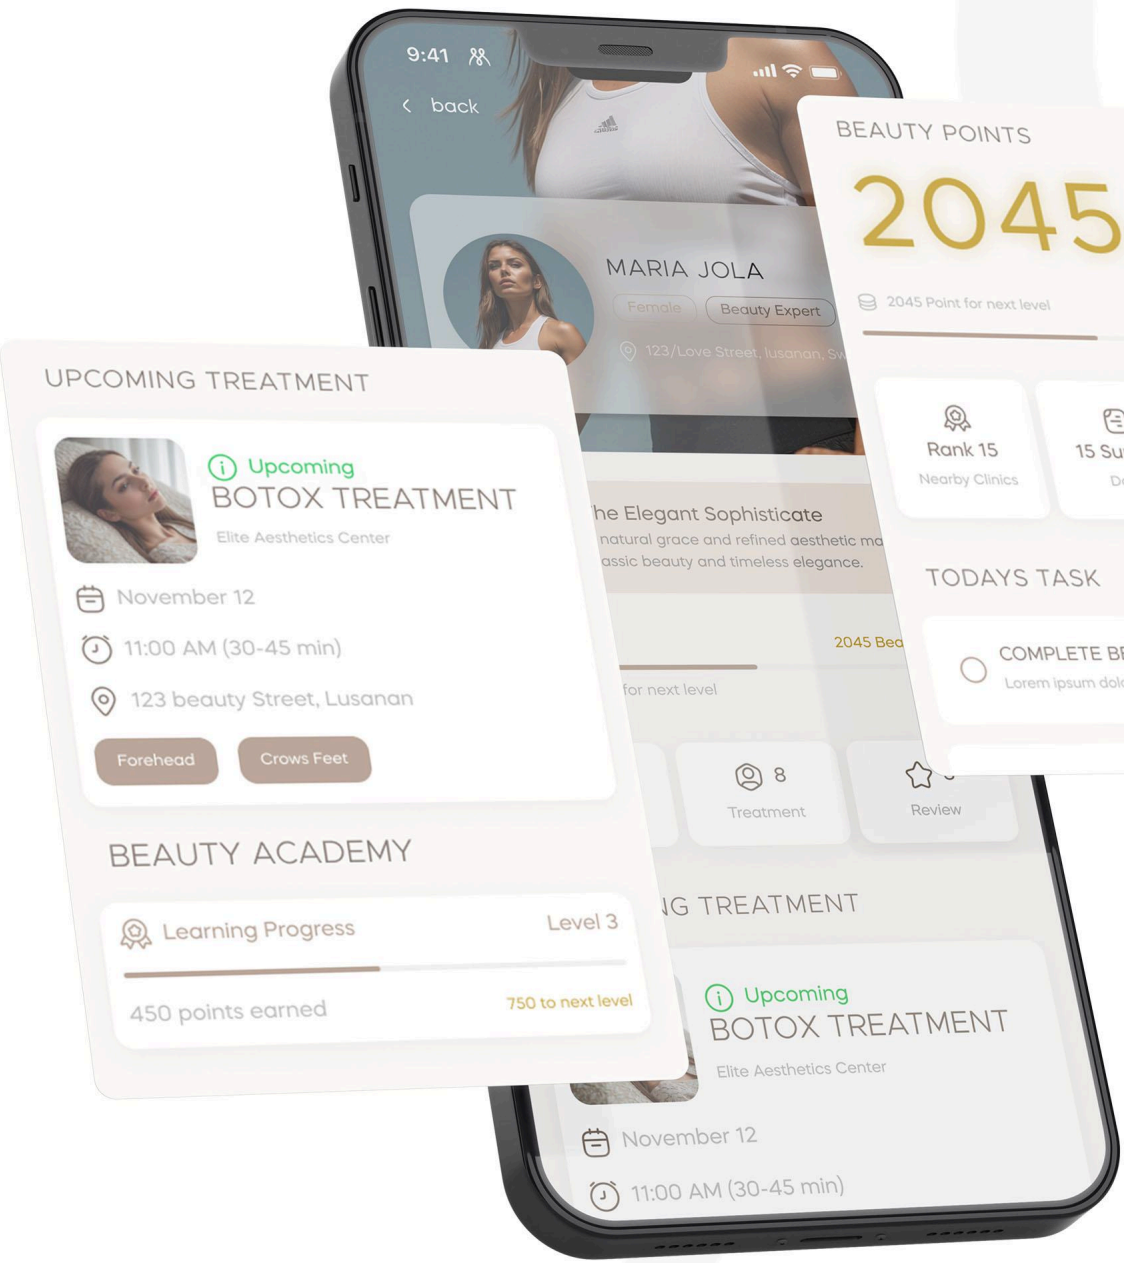 9:41
back
adidas
MARIA JOLA
Female
Beauty Expert
123/Love Street, lusanan,
he Elegant Sophisticate
natural grace and refined aesthetic
beauty and timeless elegance.
2045
for next level
8
Treatment
Review
TREATMENT
Upcoming
BOTOX TREATMENT
Elite Aesthetics Center
November 12
11:00 AM (30-45 min)
UPCOMING TREATMENT
Upcoming
BOTOX TREATMENT
Elite Aesthetics Center
November 12
11:00 AM (30-45 min)
123 beauty Street, Lusanan
Forehead
Crows Feet
BEAUTY ACADEMY
Learning Progress
Level 3
450 points earned
750 to next level
BEAUTY POINTS
2045
2045 Point for next level
Rank 15
Nearby Clinics
15
TODAYS TASK
COMPLETE
Lorem ipsum